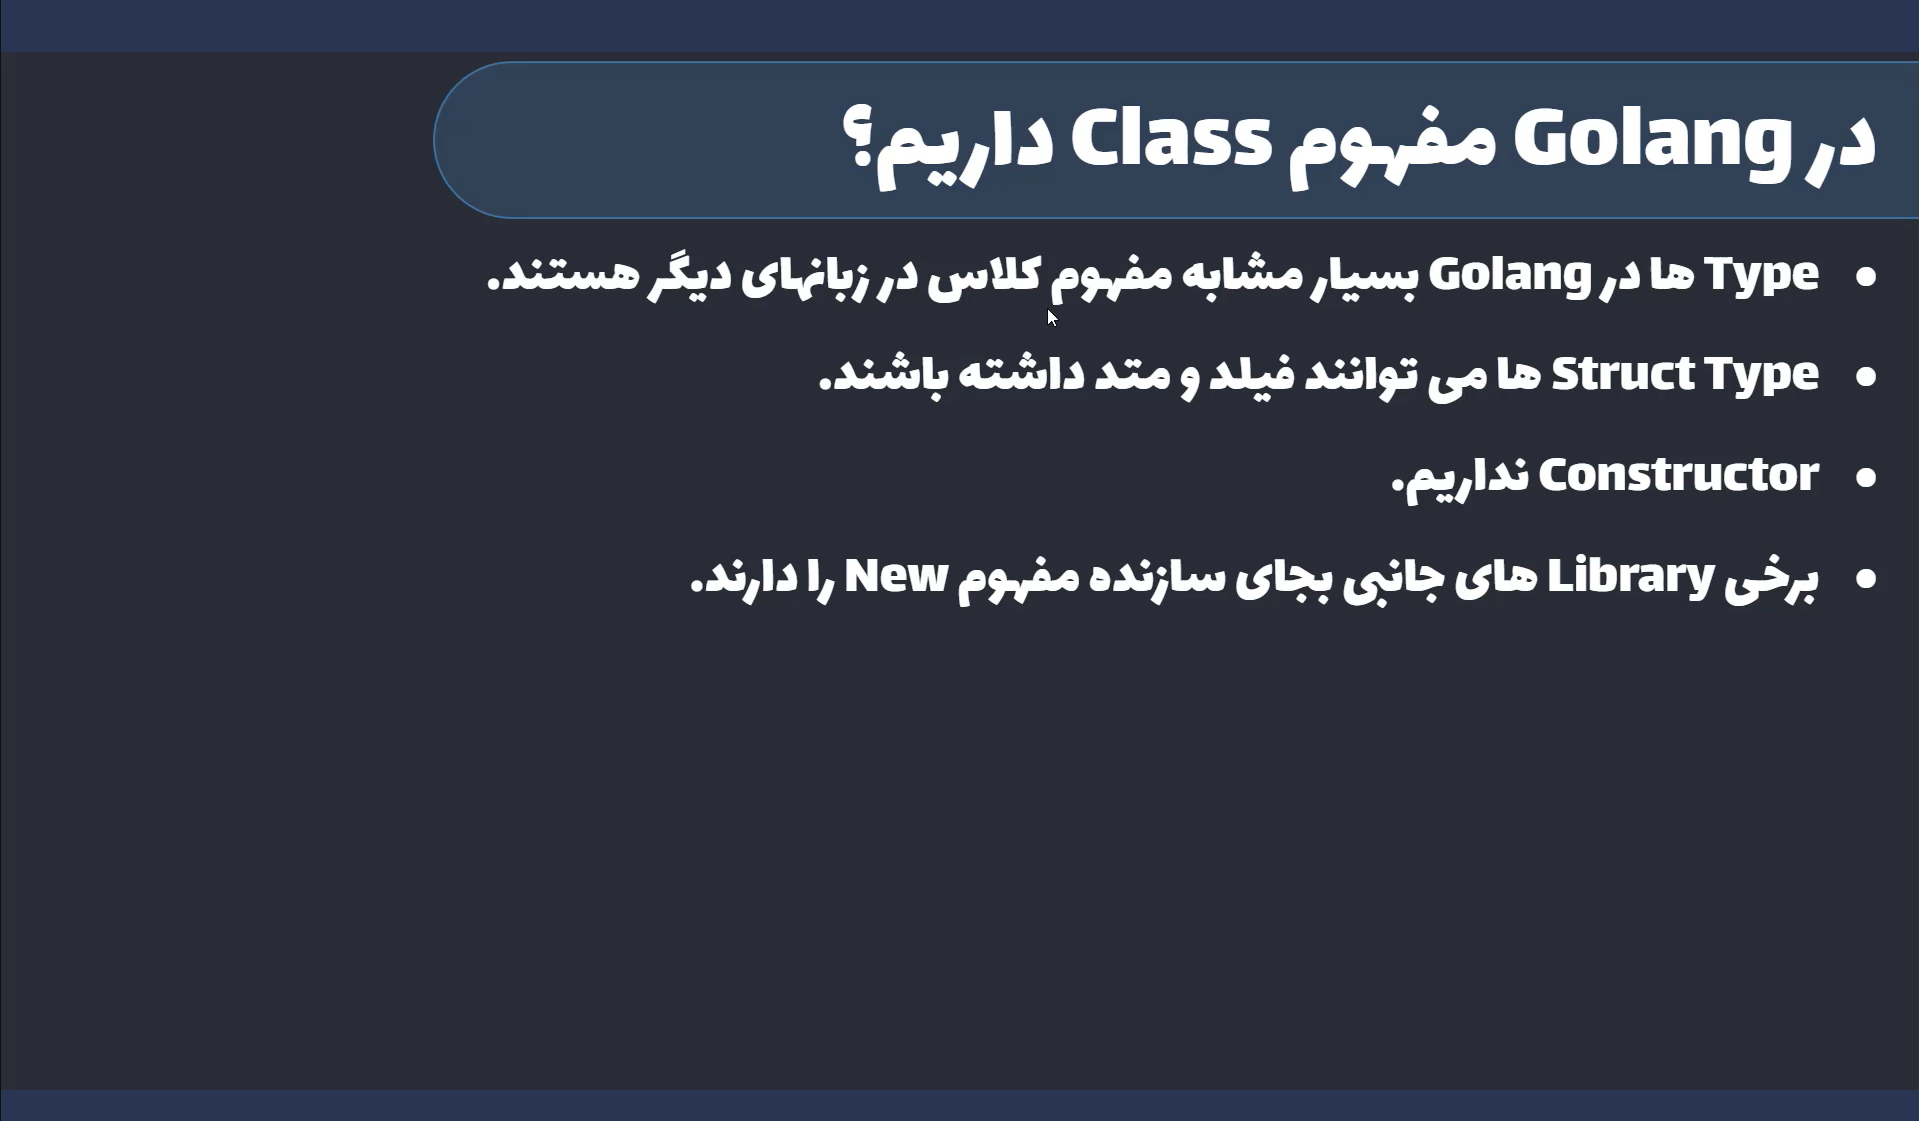 در Golang مفهوم Class داریم؟
• Type ها در Golang بسیار مشابه مفهوم کلاس در زبانهای دیگر هستند.
• Struct Type ها می توانند فیلد و متد داشته باشند.
• Constructor نداریم.
• برخی Library های جانبی بجای سازنده مفهوم New را دارند.